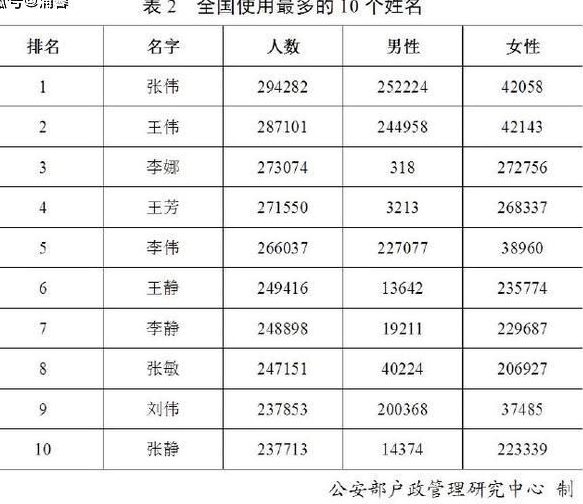 表 2 全国使用最多的 10 个姓名
排名 名字 人数 男性 女性
1 张伟 294282 252224 42058
2 王伟 287101 244958 42143
3 李娜 273074 318 272756
4 王芳 271550 3213 268337
5 李伟 266037 227077 38960
6 王静 249416 13642 235774
7 李静 248898 19211 229687
8 张敏 247151 40224 206927
9 刘伟 237853 200368 37485
10 张静 237713 14374 223339
公安部户政管理研究中心 制